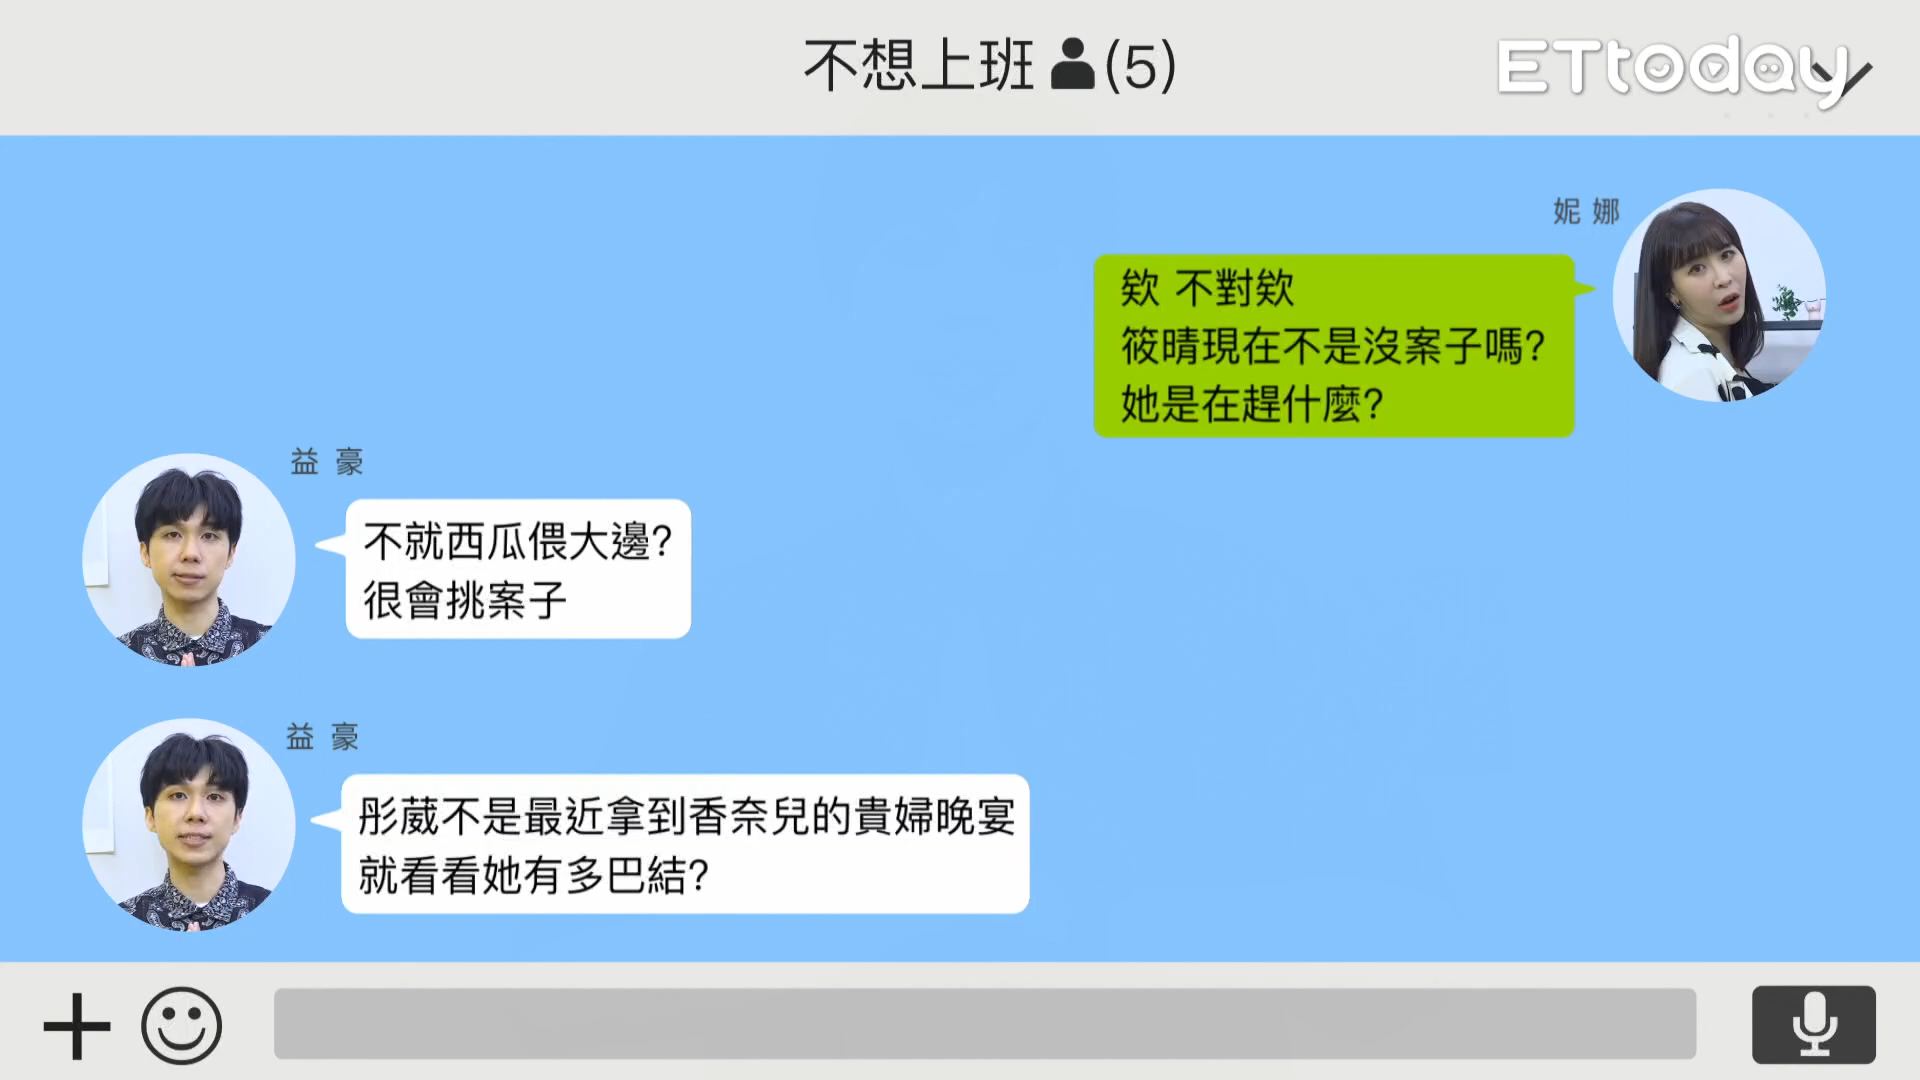 不想上班 (5)
ETtoday
妮娜
欸 不對欸
筱晴現在不是沒案子嗎?
她是在趕什麼?
益豪
不就西瓜偎大邊?
很會挑案子
益豪
彤葳不是最近拿到香奈兒的貴婦晚宴
就看看她有多巴結?